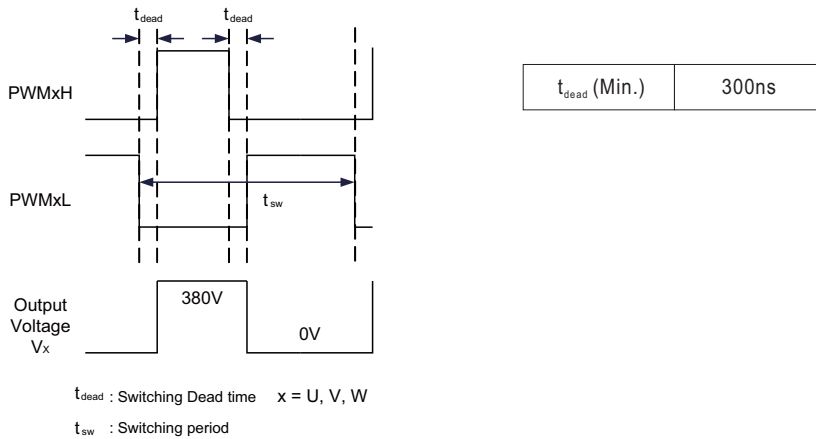 tdead tdead
PWMxH
tdead (Min.) 300ns
PWMxL
tsw
Output
Voltage
Vx
380V
0V
tdead : Switching Dead time x = U, V, W
tsw : Switching period